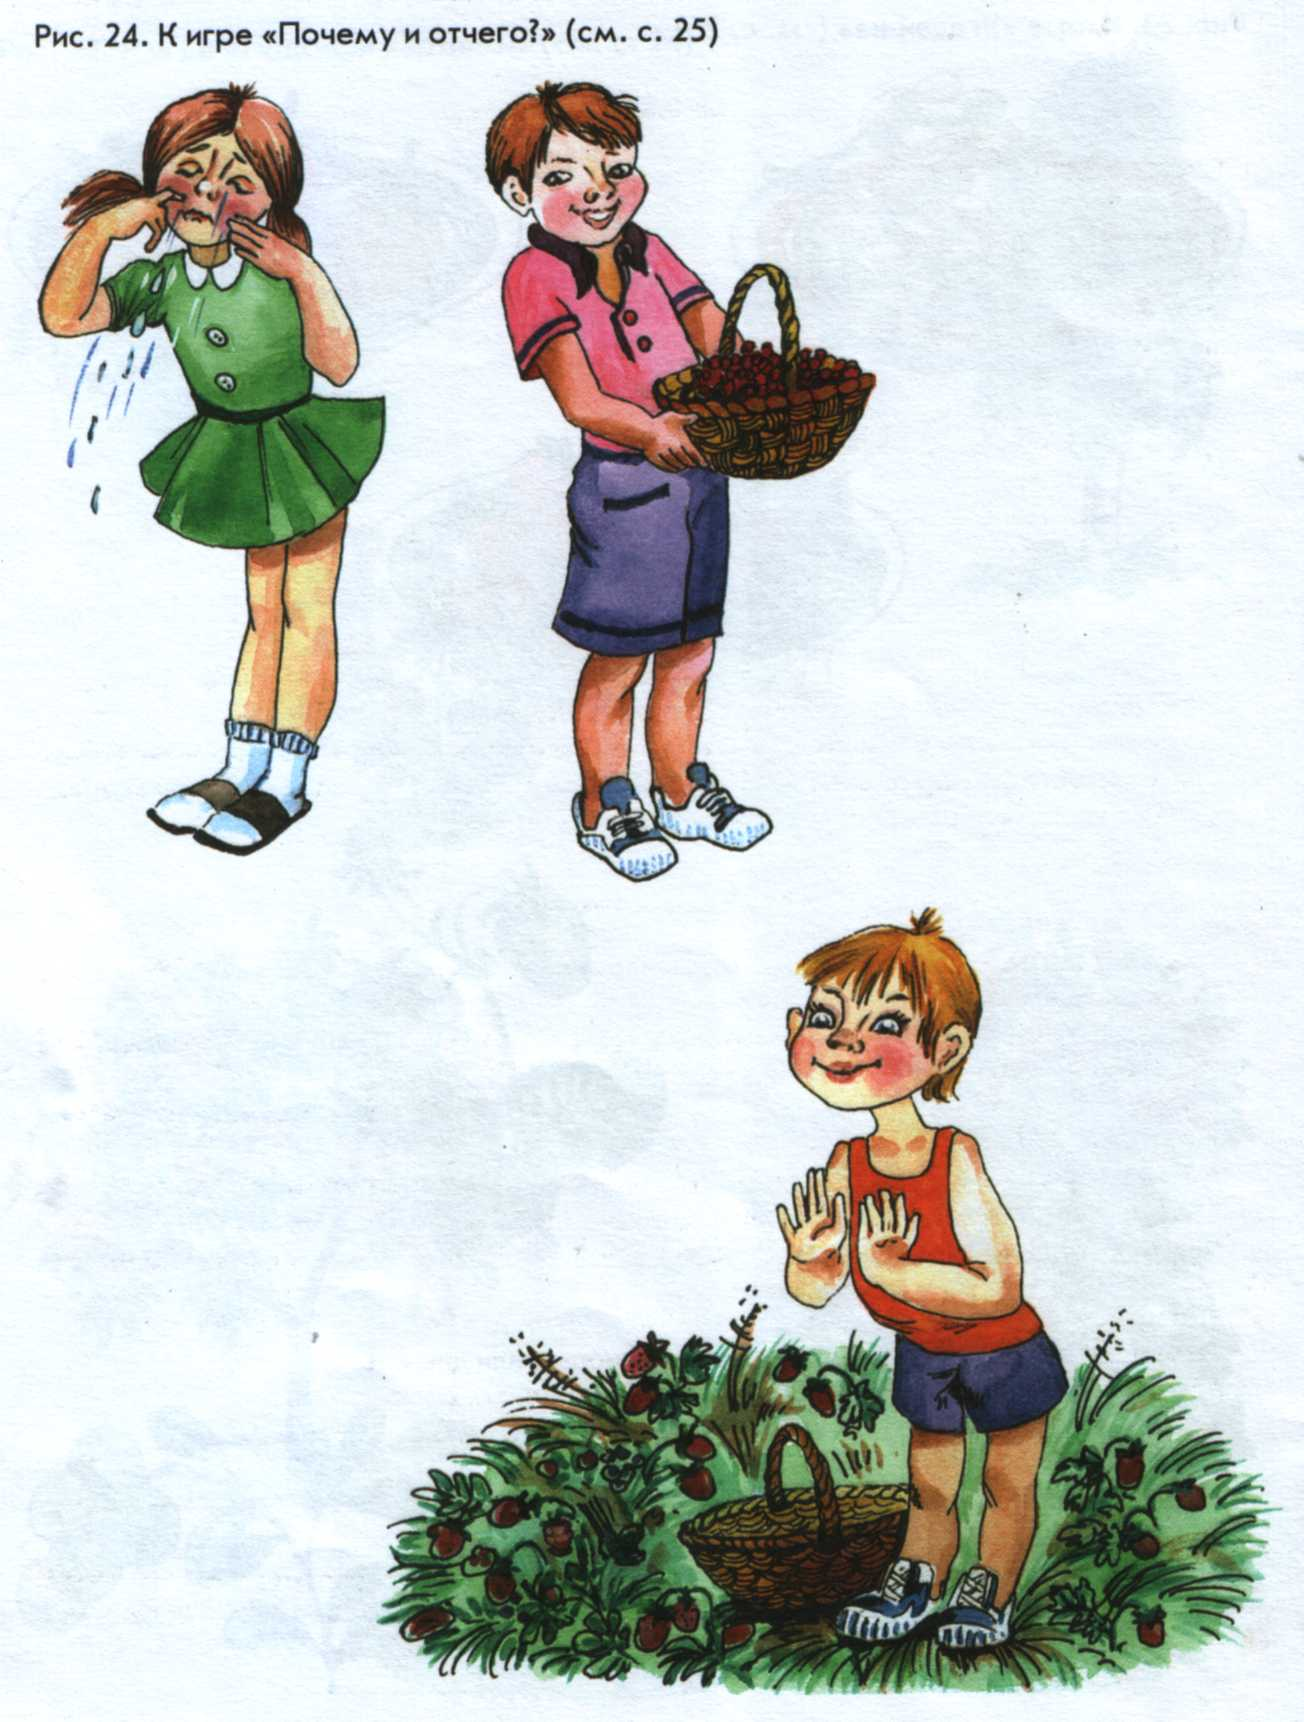 Рис. 24. К игре «Почему и отчего?» (см. с. 25)